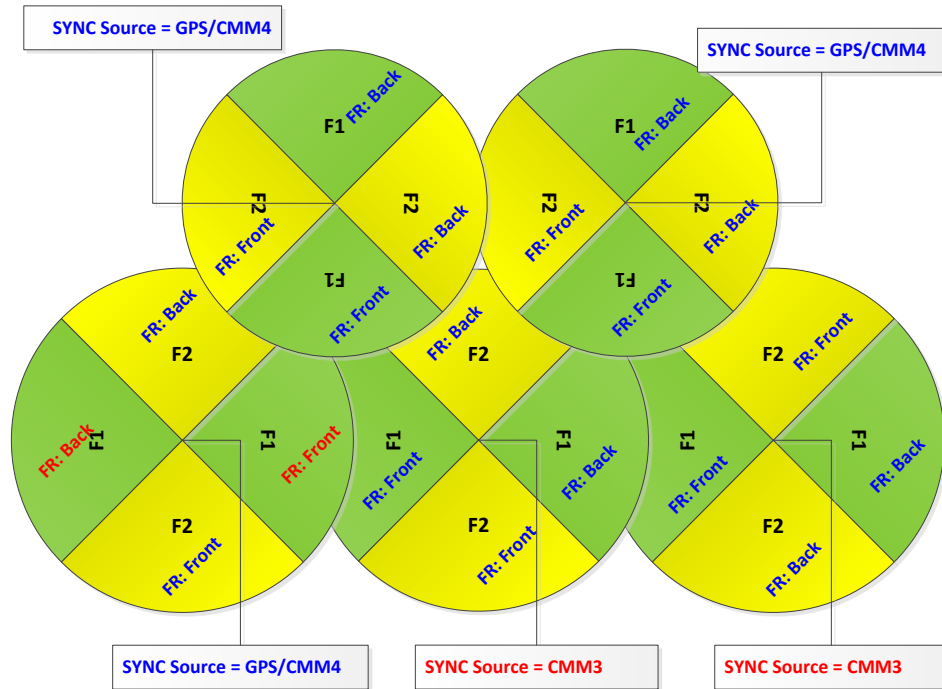 SYNC Source = GPS/CMM4
SYNC Source = GPS/CMM4
F1
FR: Back
F2
FR: Front
F2
FR: Back
F1
FR: Front
F1
FR: Back
F2
FR: Front
F2
FR: Back
F1
FR: Front
FR: Back
F2
F1
FR: Back
F1
FR: Front
F2
FR: Front
FR: Back
F2
F1
FR: Front
F1
FR: Back
F2
FR: Front
F2
FR: Front
F1
FR: Front
F1
FR: Back
F2
FR: Back
SYNC Source = GPS/CMM4
SYNC Source = CMM3
SYNC Source = CMM3